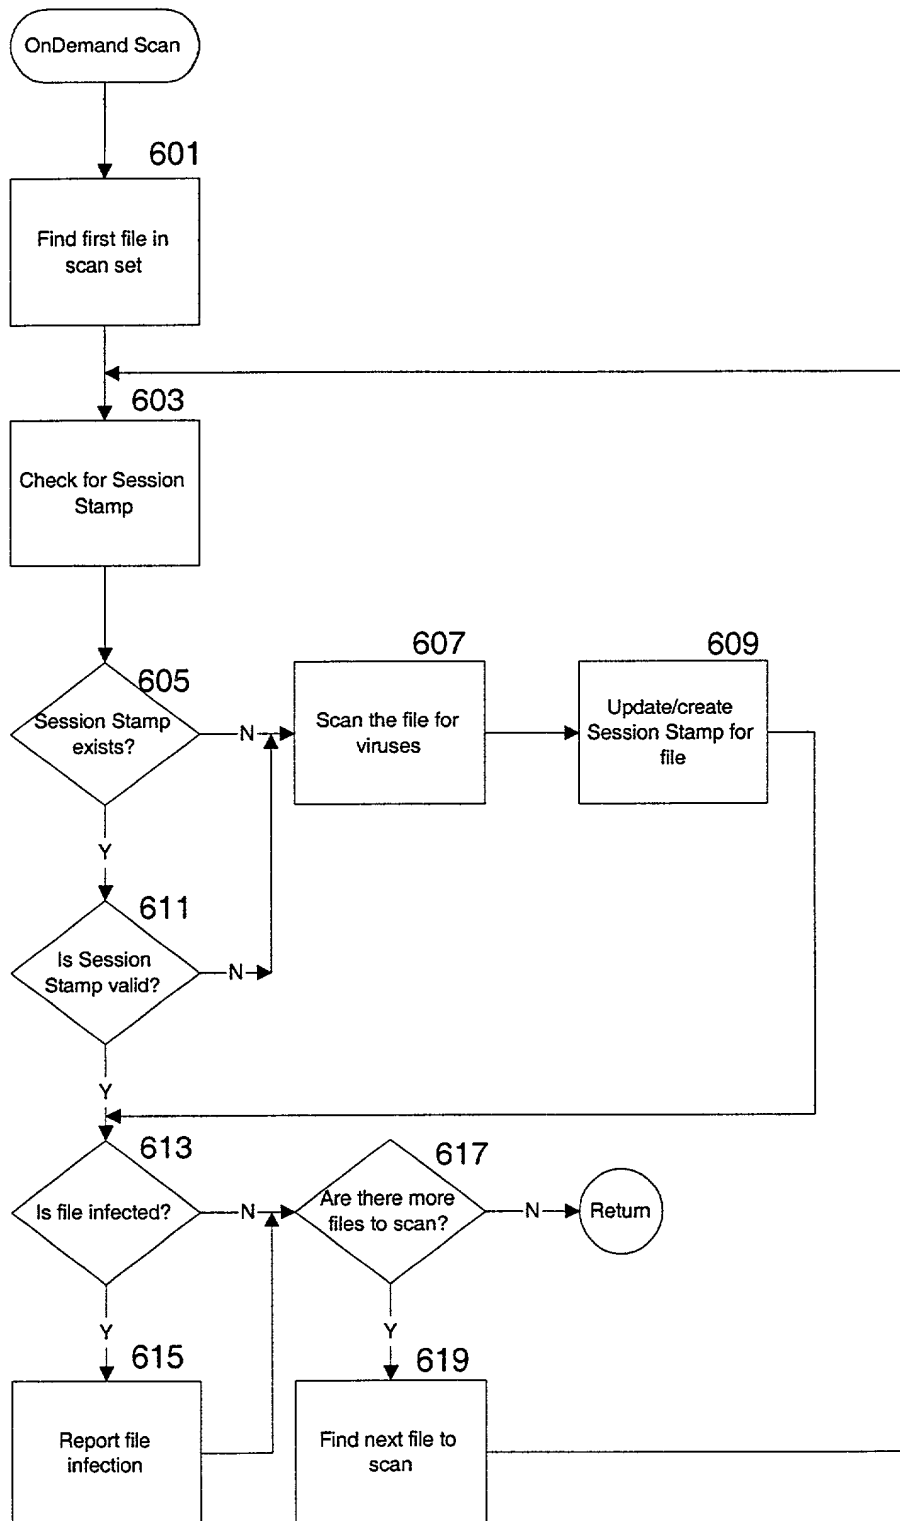 OnDemand Scan
601
Find first file in
scan set
603
Check for Session
Stamp
605
Session Stamp
exists?
N
607
Scan the file for
viruses
609
Update/create
Session Stamp for
file
Y
611
Is Session
Stamp valid?
N
Y
613
Is file infected?
N
617
Are there more
files to scan?
N
Return
Y
Y
615
Report file
infection
619
Find next file to
scan